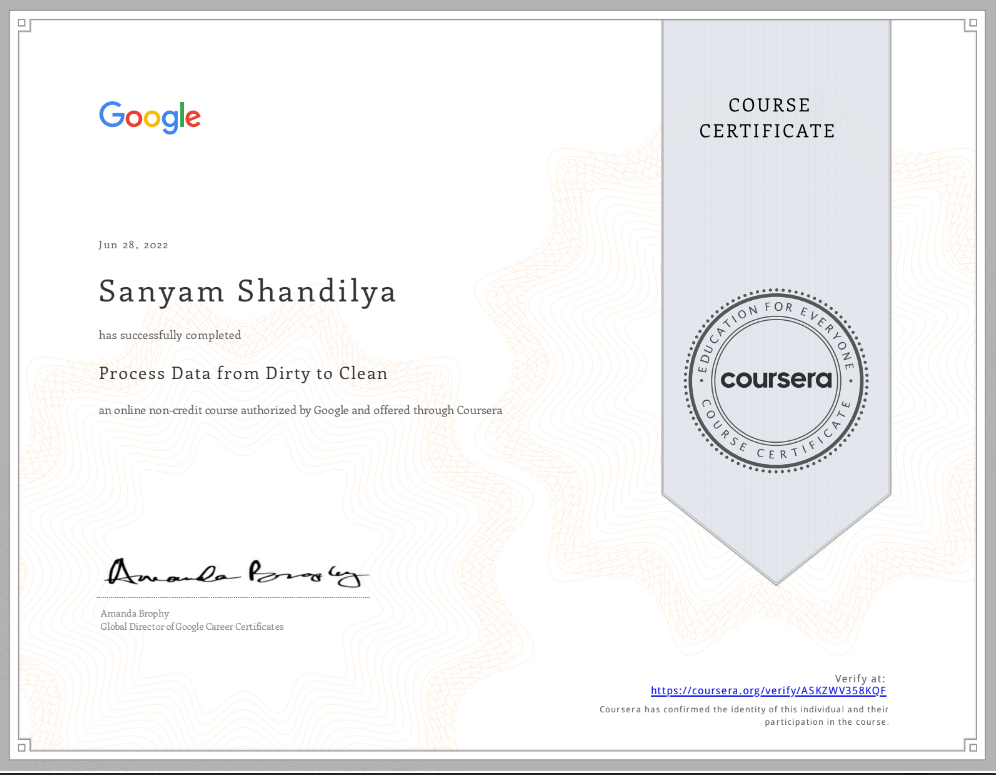 Google
COURSE
CERTIFICATE
Jun 28, 2022
Sanyam Shandilya
has successfully completed
Process Data from Dirty to Clean
an online non-credit course authorized by Google and offered through Coursera
EDUCATION FOR EVERYONE
coursera
COURSE CERTIFICATE
Amanda Brophy
Amanda Brophy
Global Director of Google Career Certificates
Verify at:
https://coursera.org/verify/ASKZWV358KQF
Coursera has confirmed the identity of this individual and their
participation in the course.